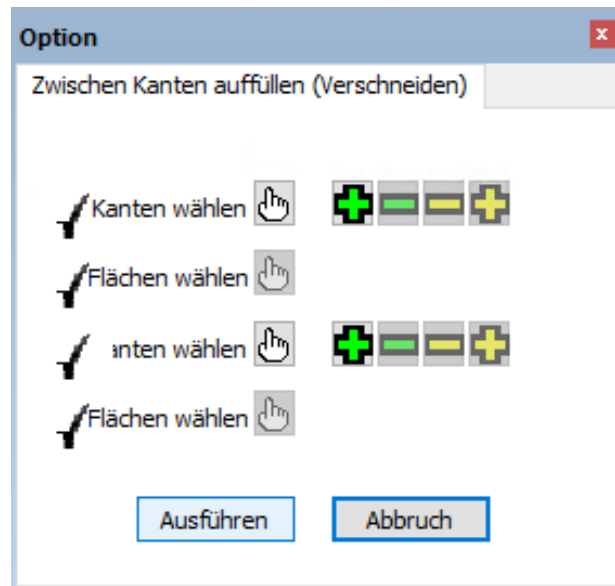 Option
Zwischen Kanten auffüllen (Verschneiden)
Kanten wählen
Flächen wählen
anten wählen
Flächen wählen
Ausführen Abbruch